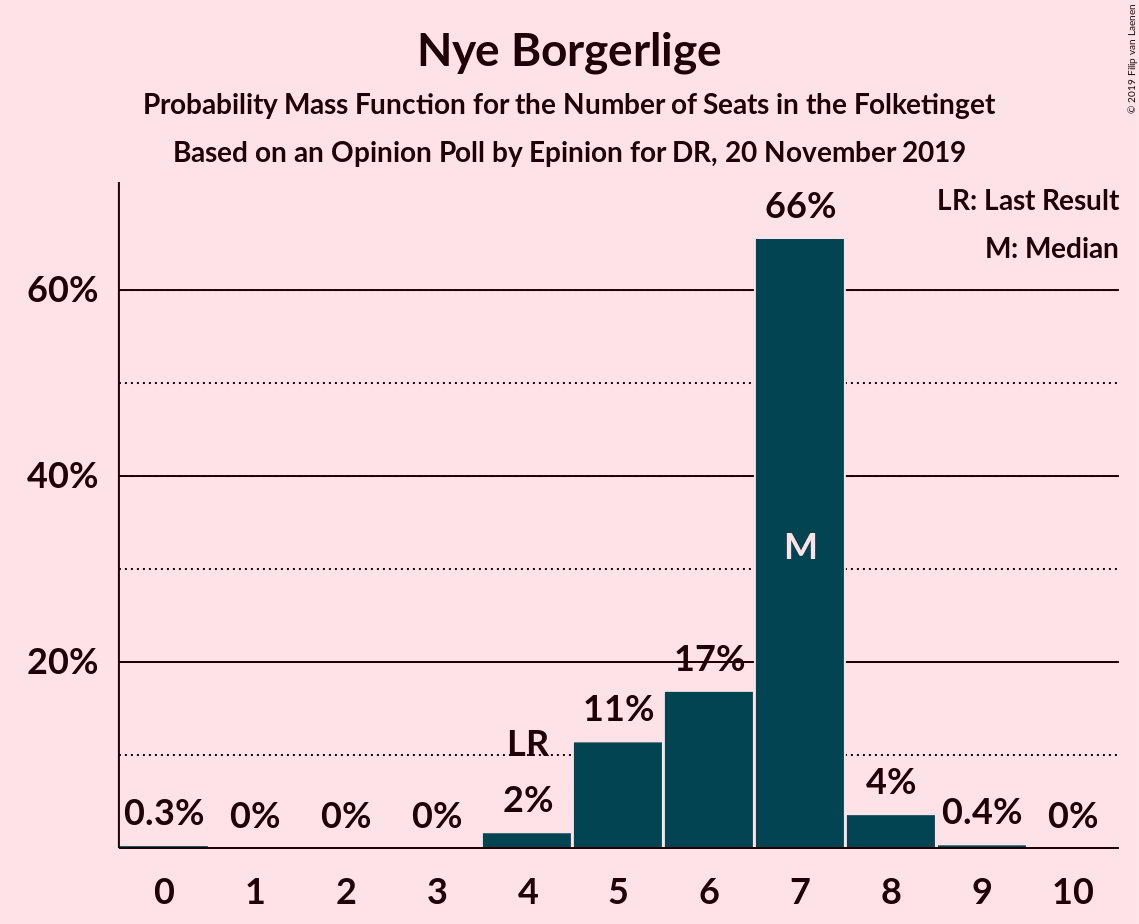 Nye Borgerlige
Probability Mass Function for the Number of Seats in the Folketinget
Based on an Opinion Poll by Epinion for DR, 20 November 2019
© 2019 Filip van Laenen
LR: Last Result
M: Median
66%
60%
40%
M
20%
17%
11%
LR
4%
2%
0.3%
0%
0%
0%
0.4%
0%
0 1 2 3 4 5 6 7 8 9 10